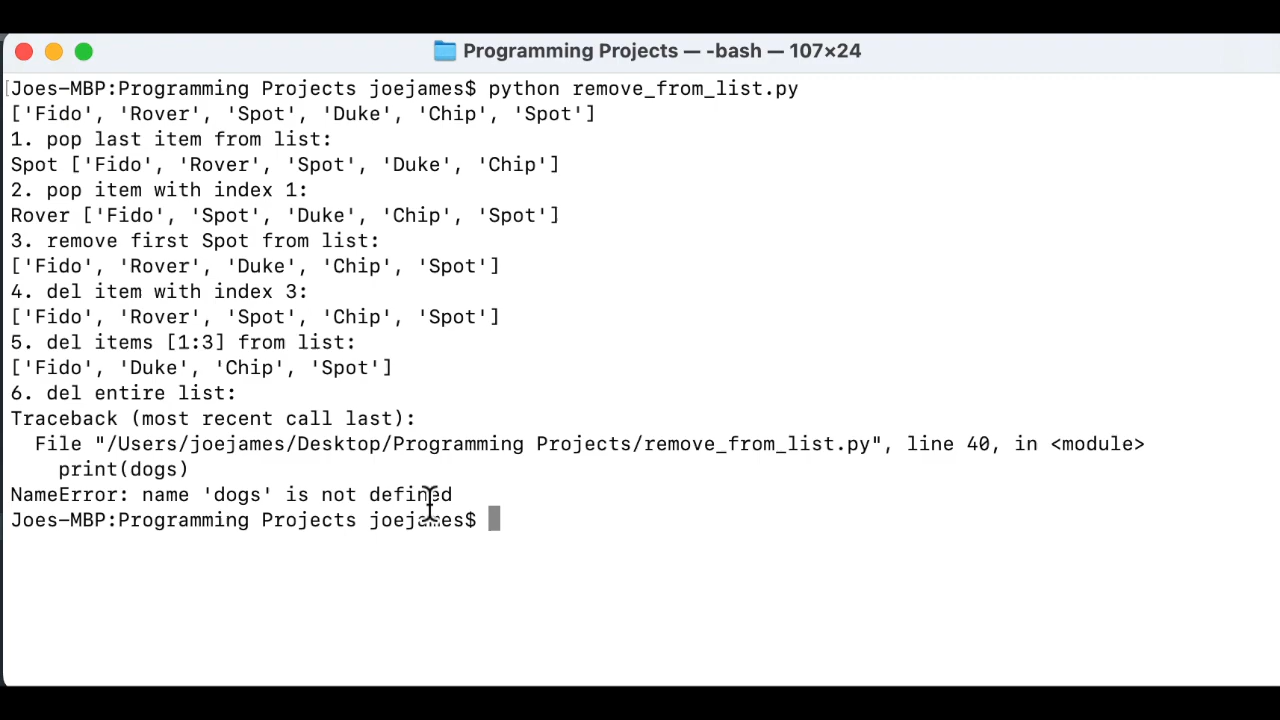 Programming Projects — -bash — 107×24
[Joes-MBP:Programming Projects joejames$ python remove_from_list.py
['Fido', 'Rover', 'Spot', 'Duke', 'Chip', 'Spot']
1. pop last item from list:
Spot ['Fido', 'Rover', 'Spot', 'Duke', 'Chip']
2. pop item with index 1:
Rover ['Fido', 'Spot', 'Duke', 'Chip', 'Spot']
3. remove first Spot from list:
['Fido', 'Rover', 'Duke', 'Chip', 'Spot']
4. del item with index 3:
['Fido', 'Rover', 'Spot', 'Chip', 'Spot']
5. del items [1:3] from list:
['Fido', 'Duke', 'Chip', 'Spot']
6. del entire list:
Traceback (most recent call last):
  File "/Users/joejames/Desktop/Programming Projects/remove_from_list.py", line 40, in <module>
    print(dogs)
NameError: name 'dogs' is not defined
Joes-MBP:Programming Projects joejames$